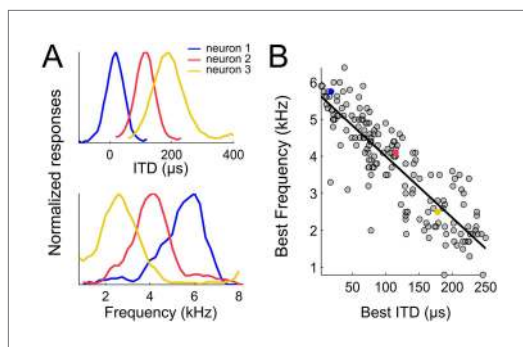 A
neuron 1
neuron 2
neuron 3
Normalized responses
0 200 400
ITD (µs)
2 4 6 8
Frequency (kHz)
B
6
5
4
3
2
1
Best Frequency (kHz)
50 100 150 200 250
Best ITD (µs)